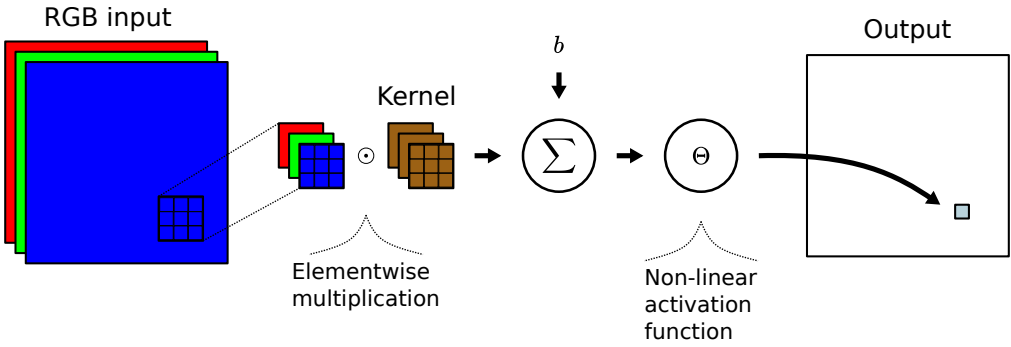 RGB input
Kernel
b
Output
⊙
∑
Θ
Elementwise
multiplication
Non-linear
activation
function